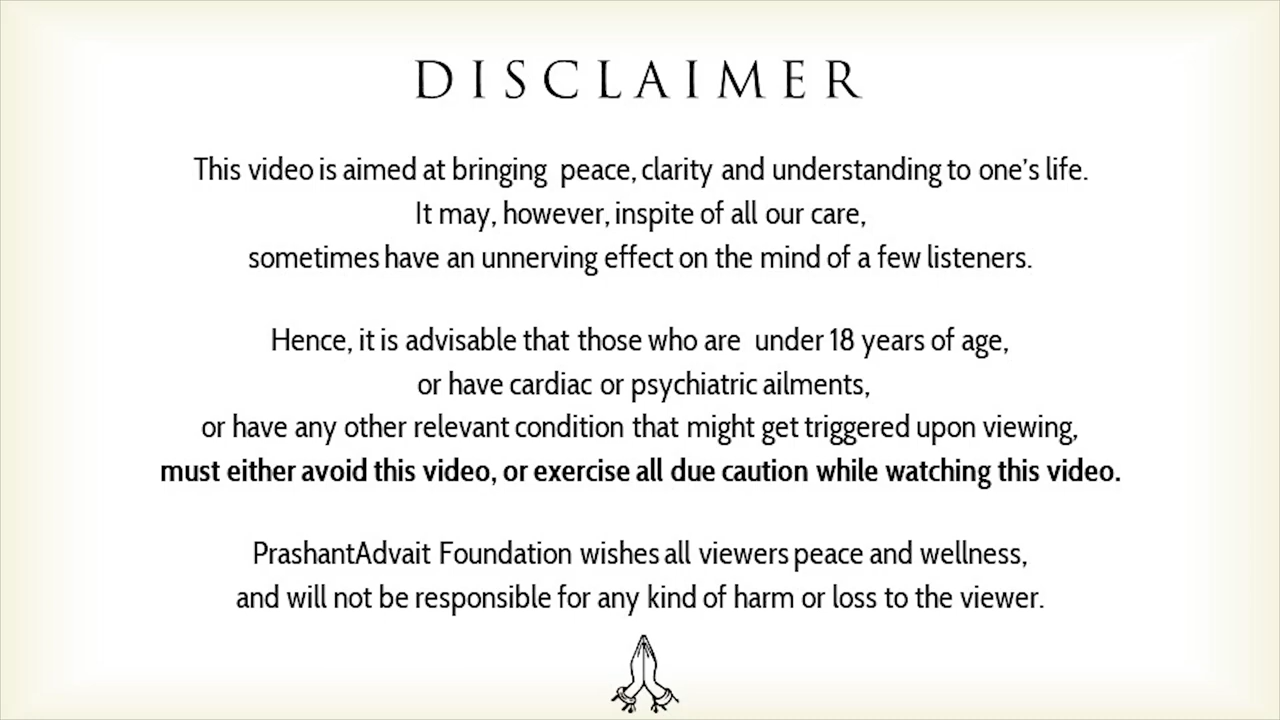 DISCLAIMER
This video is aimed at bringing peace, clarity and understanding to one's life.
It may, however, inspite of all our care,
sometimes have an unnerving effect on the mind of a few listeners.
Hence, it is advisable that those who are under 18 years of age,
or have cardiac or psychiatric ailments,
or have any other relevant condition that might get triggered upon viewing,
must either avoid this video, or exercise all due caution while watching this video.
PrashantAdvait Foundation wishes all viewers peace and wellness,
and will not be responsible for any kind of harm or loss to the viewer.